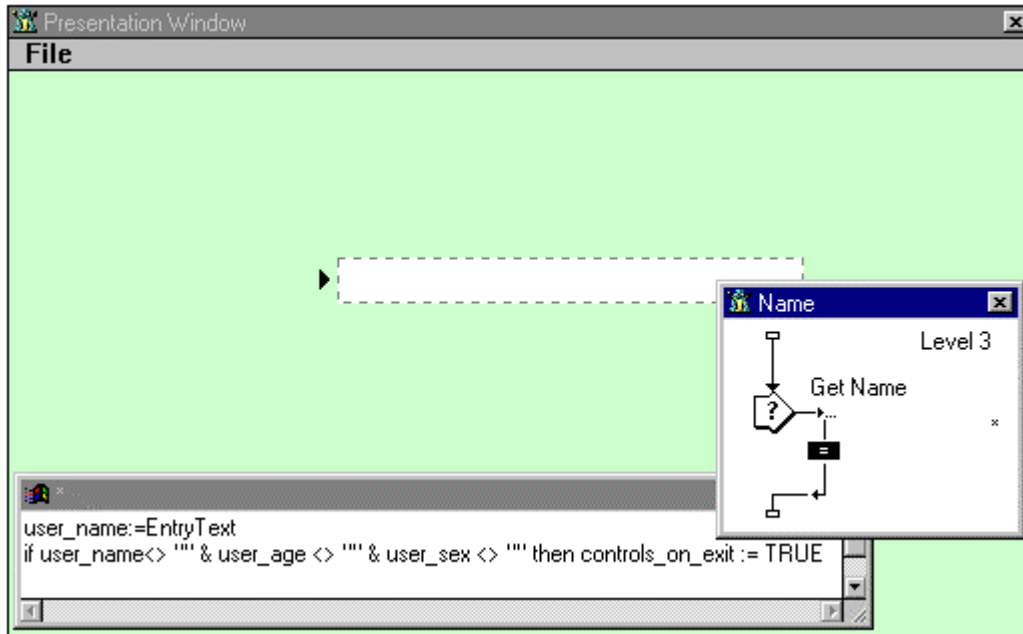 Presentation Window
File
Name
Level 3
Get Name
?
...
=
*
* ...
user_name:=EntryText
if user_name<> "" & user_age <> "" & user_sex <> "" then controls_on_exit := TRUE